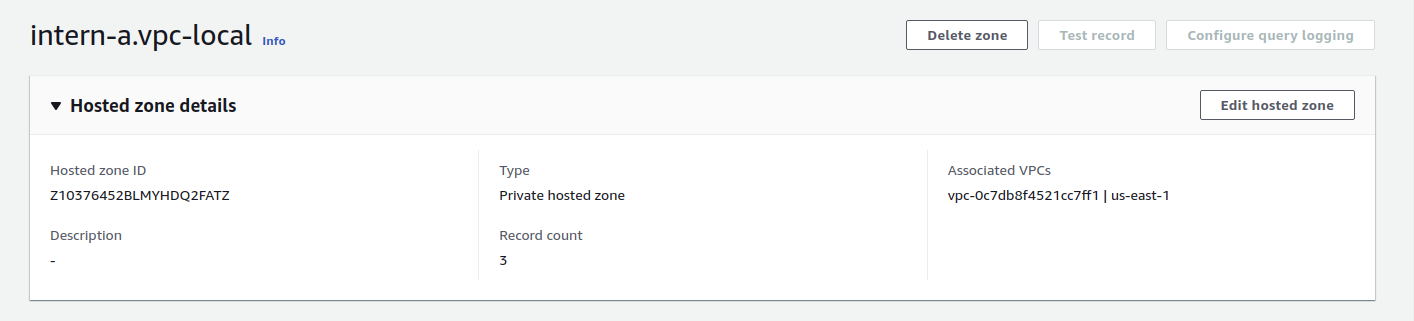 intern-a.vpc-local Info
Delete zone
Test record
Configure query logging
Hosted zone details
Edit hosted zone
Hosted zone ID
Z10376452BLMYHDQ2FATZ
Description
-
Type
Private hosted zone
Record count
3
Associated VPCs
vpc-0c7db8f4521cc7ff1 | us-east-1